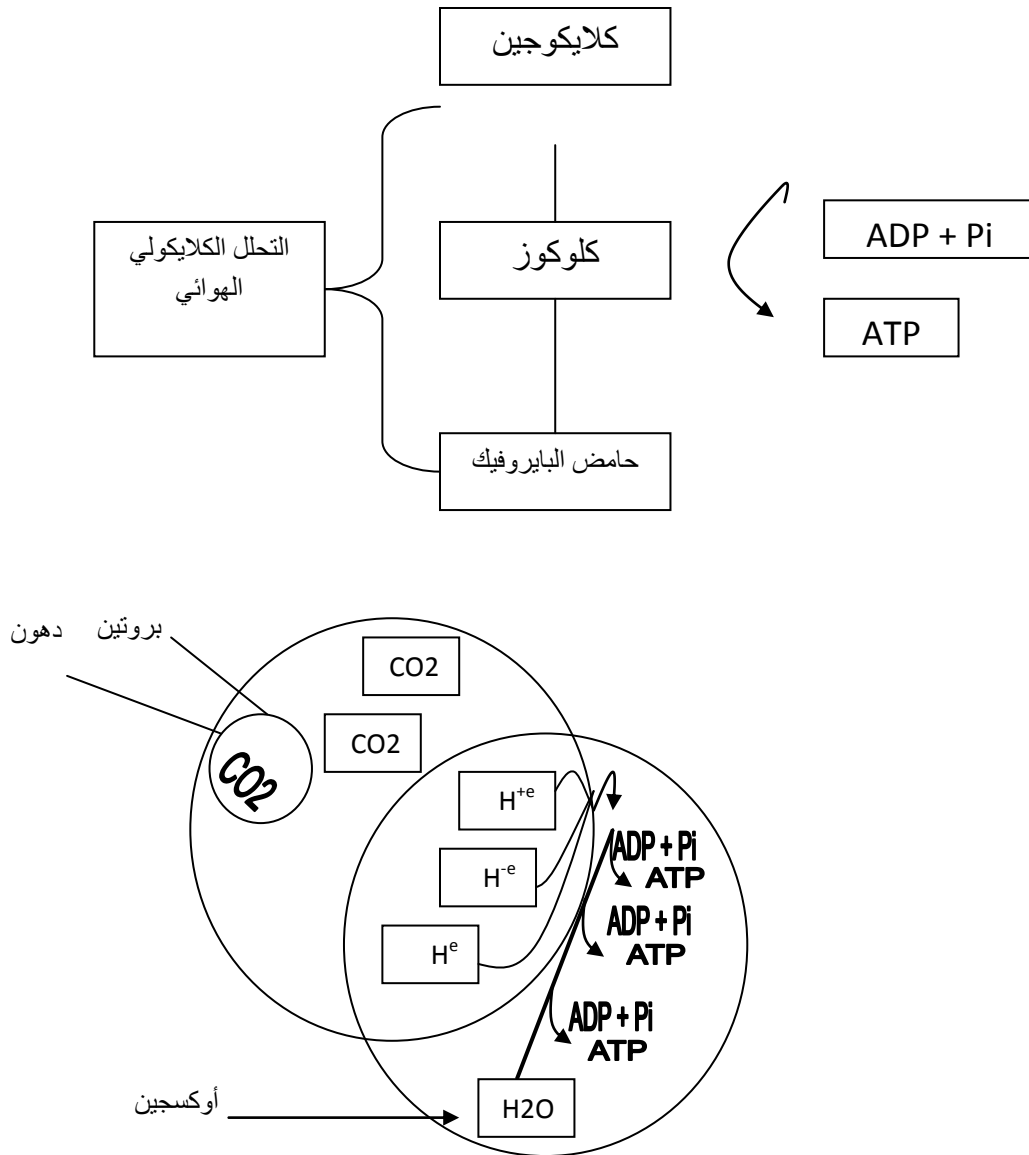 كلايكوجين
التحلل الكلايكولي
الهوائي
كلوكوز
ADP + Pi
ATP
حامض البايروفيك
دهون
بروتين
CO2
CO2
CO2
H+e
H-e
He
ADP + Pi
ATP
ADP + Pi
ATP
ADP + Pi
ATP
أوكسجين
H2O